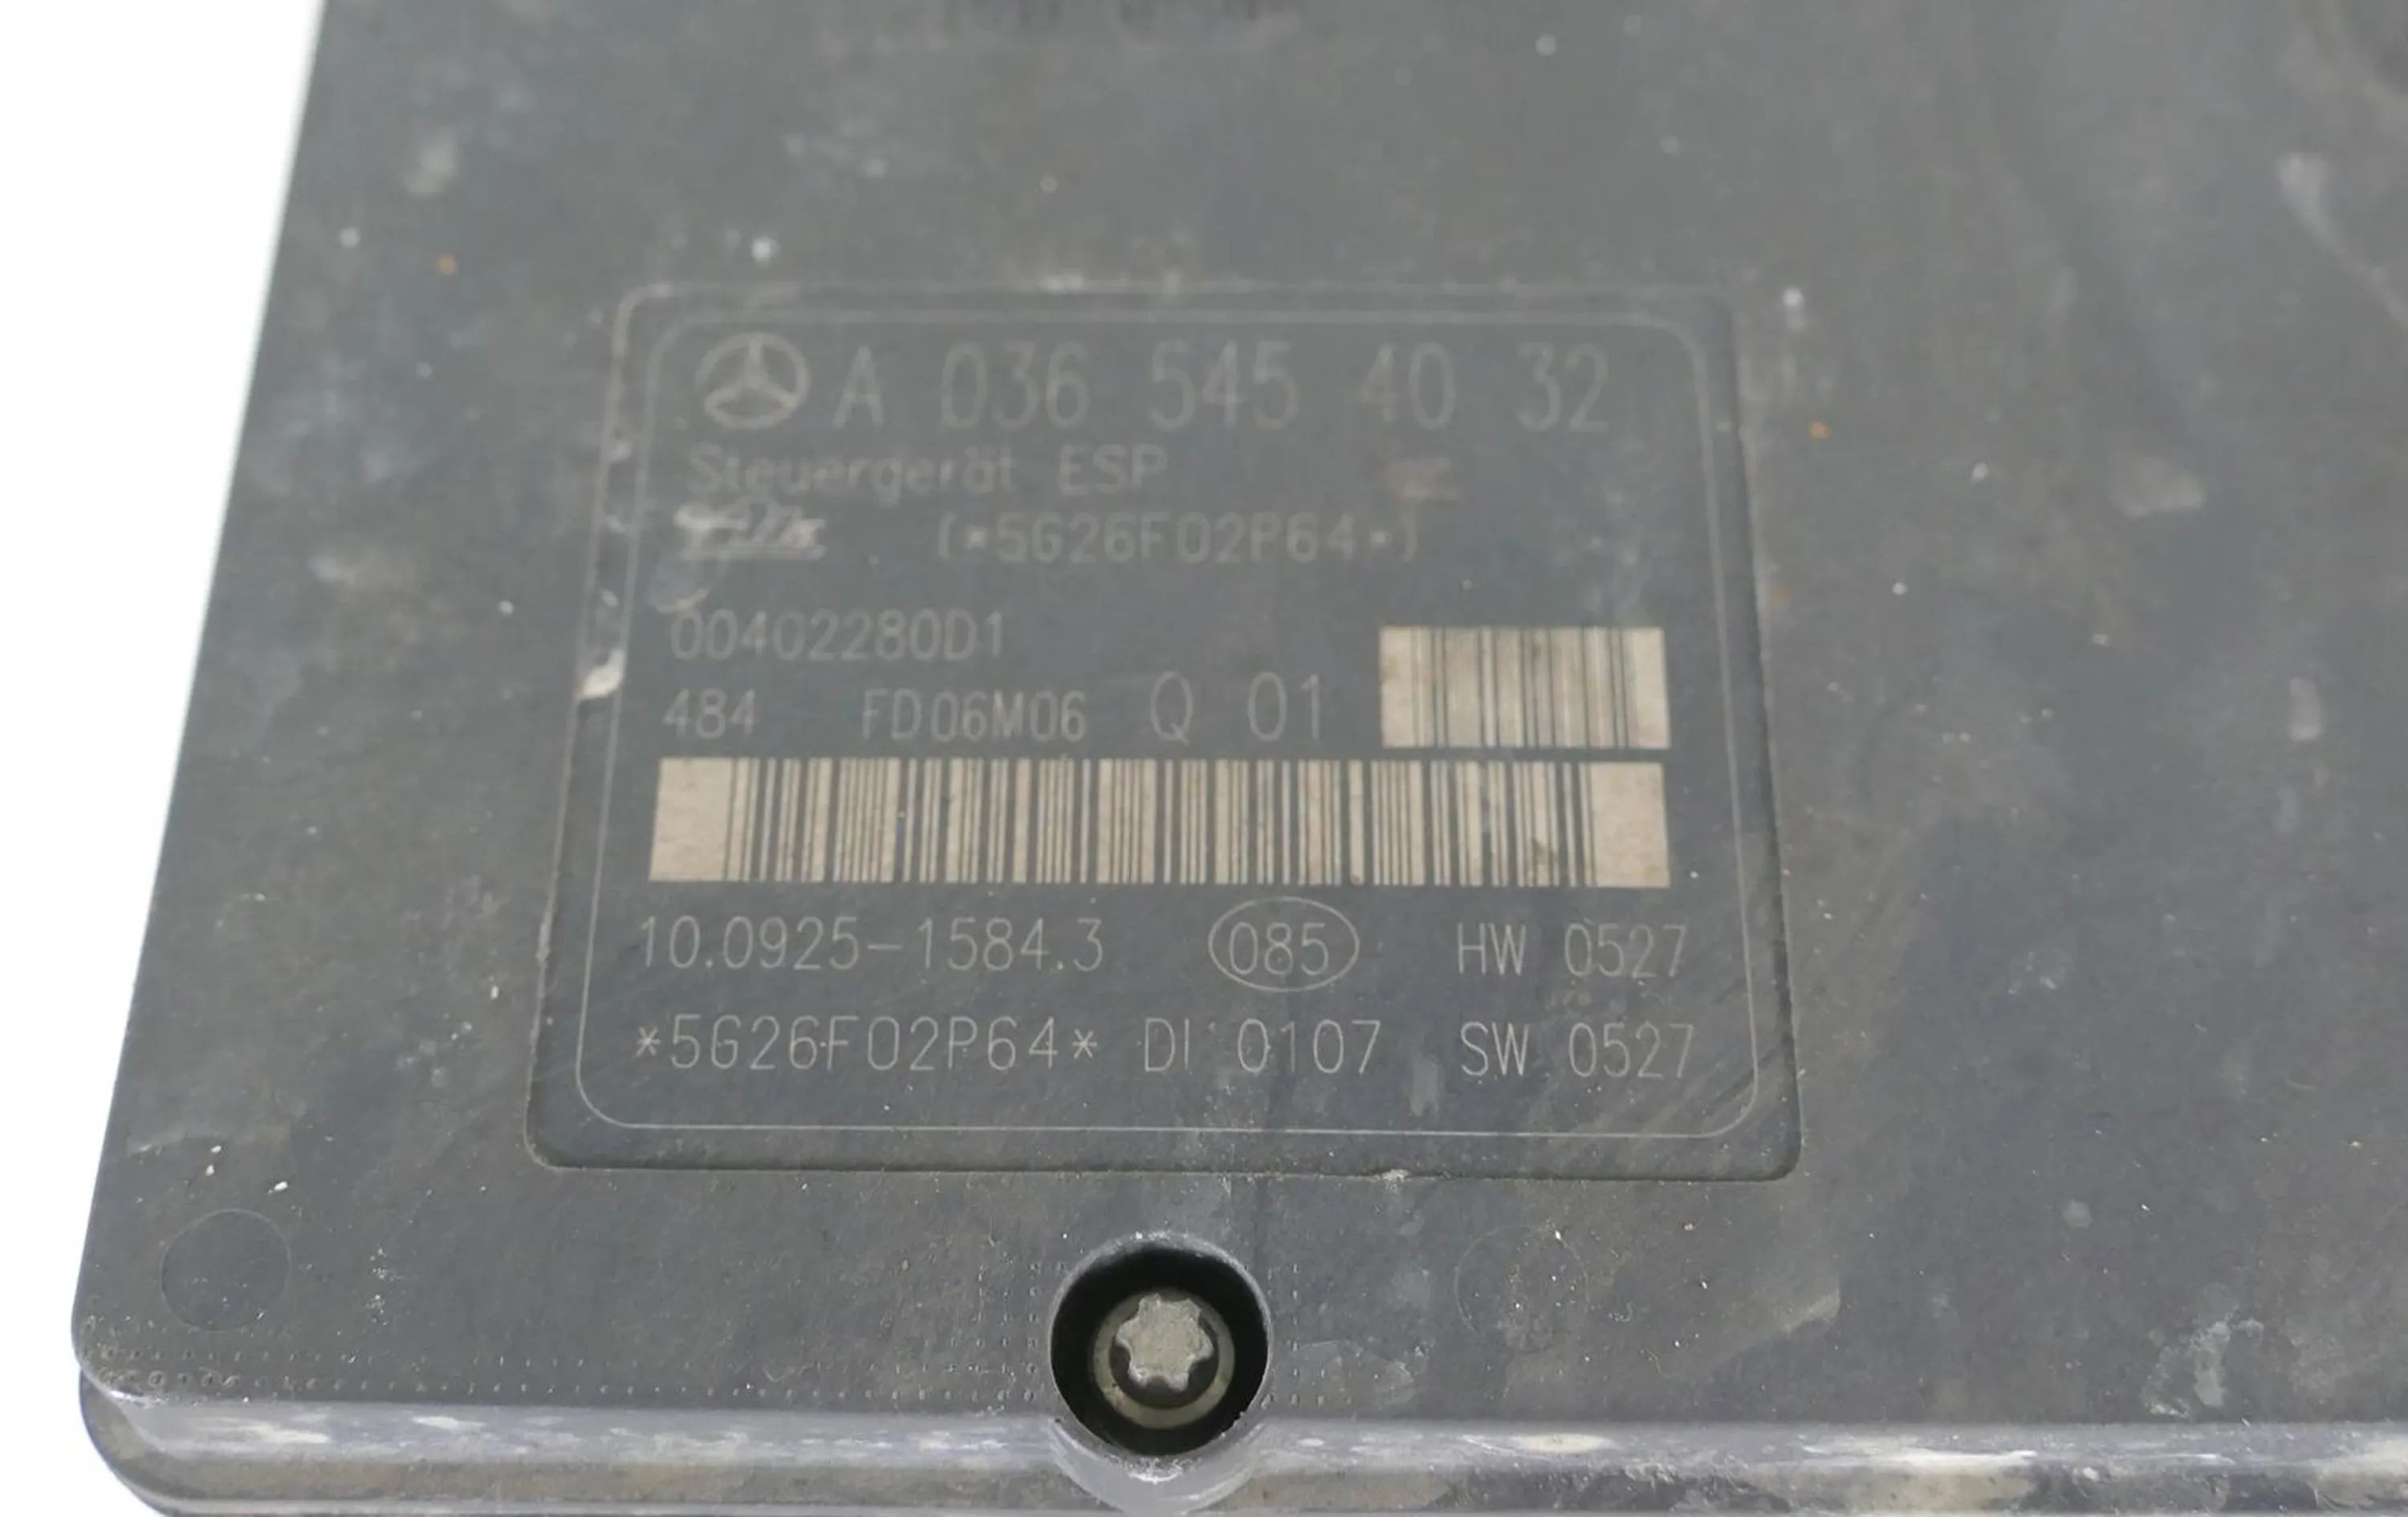 A 036 545 40 32
Steuergerät ESP
(*5G26F02P64*)
00402280D1
484 FD06M06 Q 01
10.0925-1584.3 085 HW 0527
*5G26F02P64* DI 0107 SW 0527